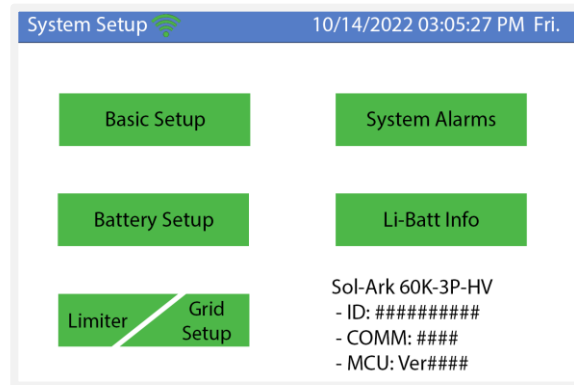 System Setup 10/14/2022 03:05:27 PM Fri.
Basic Setup
System Alarms
Battery Setup
Li-Batt Info
Limiter
Grid
Setup
Sol-Ark 60K-3P-HV
- ID: ##########
- COMM: ####
- MCU: Ver####